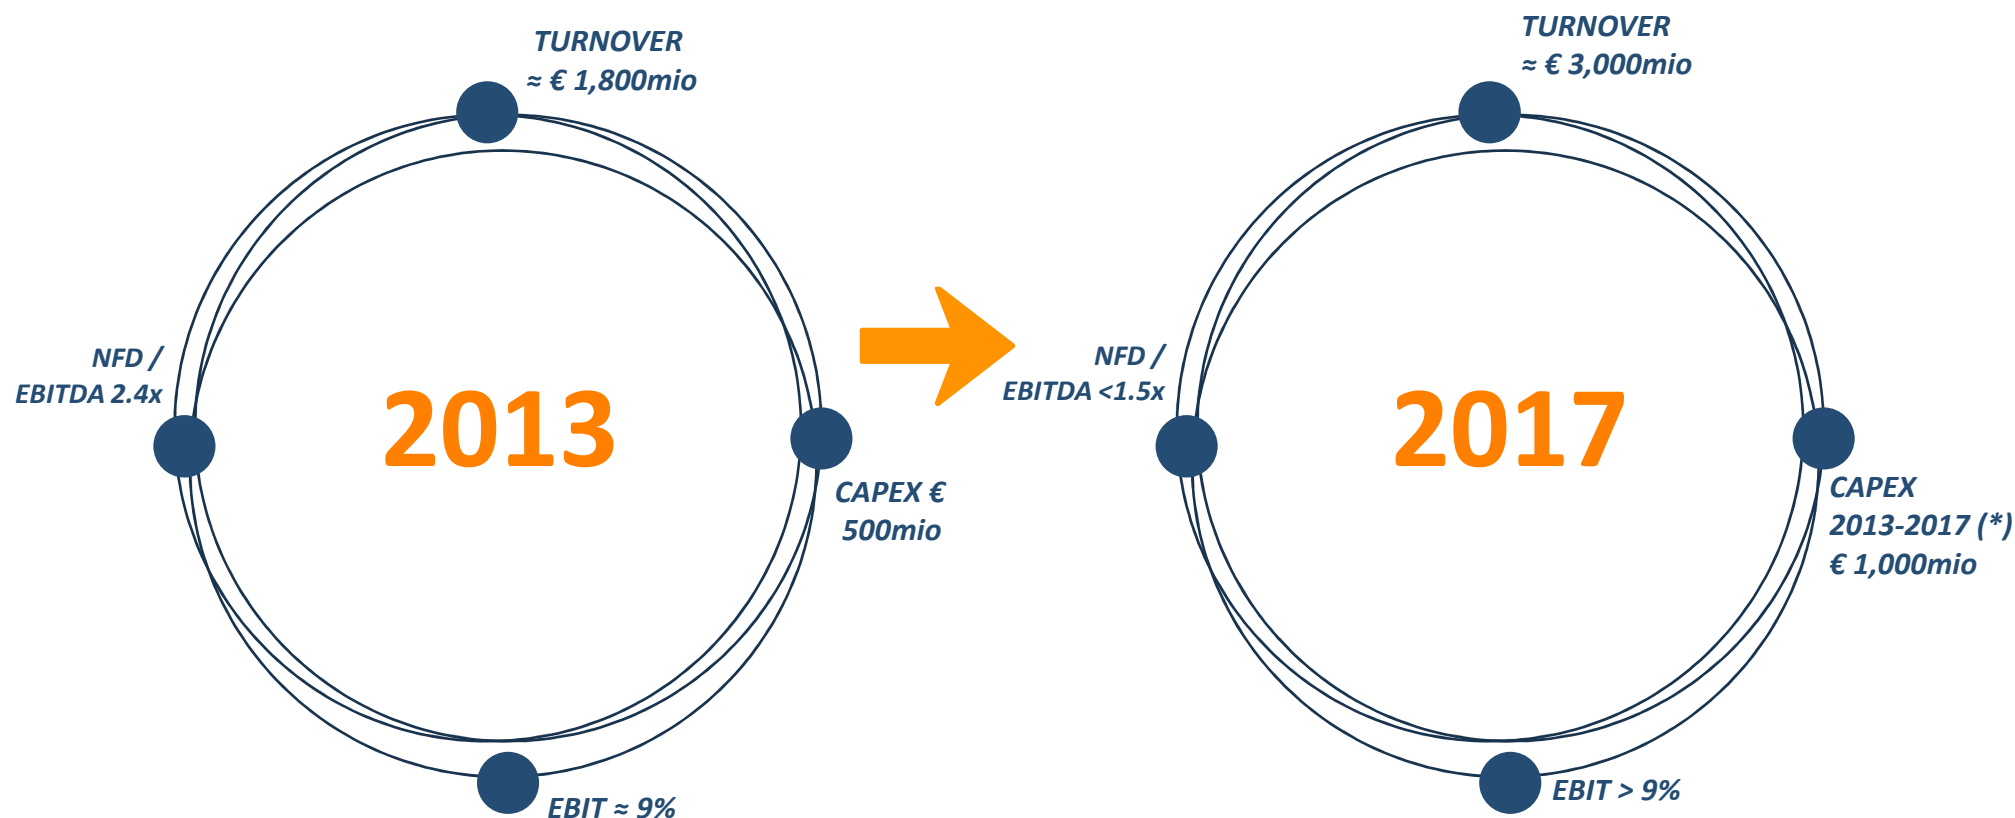 TURNOVER
≈ € 1,800mio
NFD /
EBITDA 2.4x
2013
CAPEX €
500mio
EBIT ≈ 9%
TURNOVER
≈ € 3,000mio
NFD /
EBITDA <1.5x
2017
CAPEX
2013-2017 (*)
€ 1,000mio
EBIT > 9%